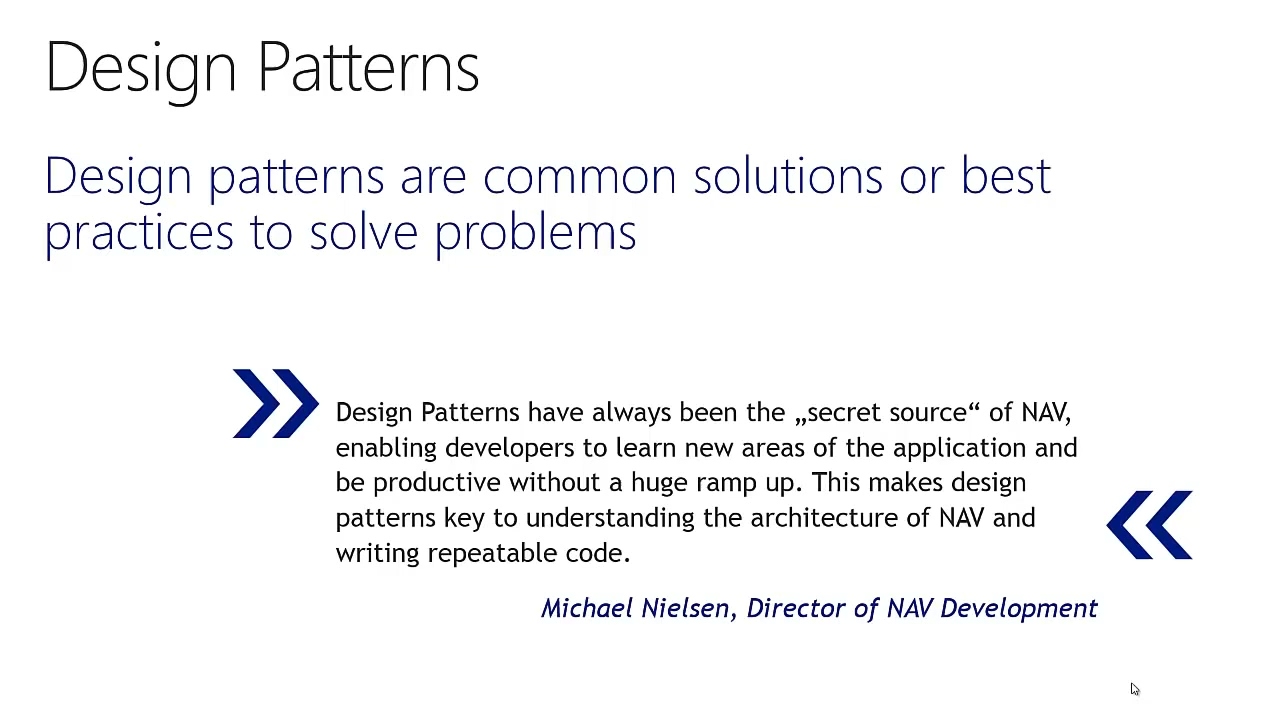 Design Patterns
Design patterns are common solutions or best
practices to solve problems
Design Patterns have always been the „secret source“ of NAV,
enabling developers to learn new areas of the application and
be productive without a huge ramp up. This makes design
patterns key to understanding the architecture of NAV and
writing repeatable code.
Michael Nielsen, Director of NAV Development